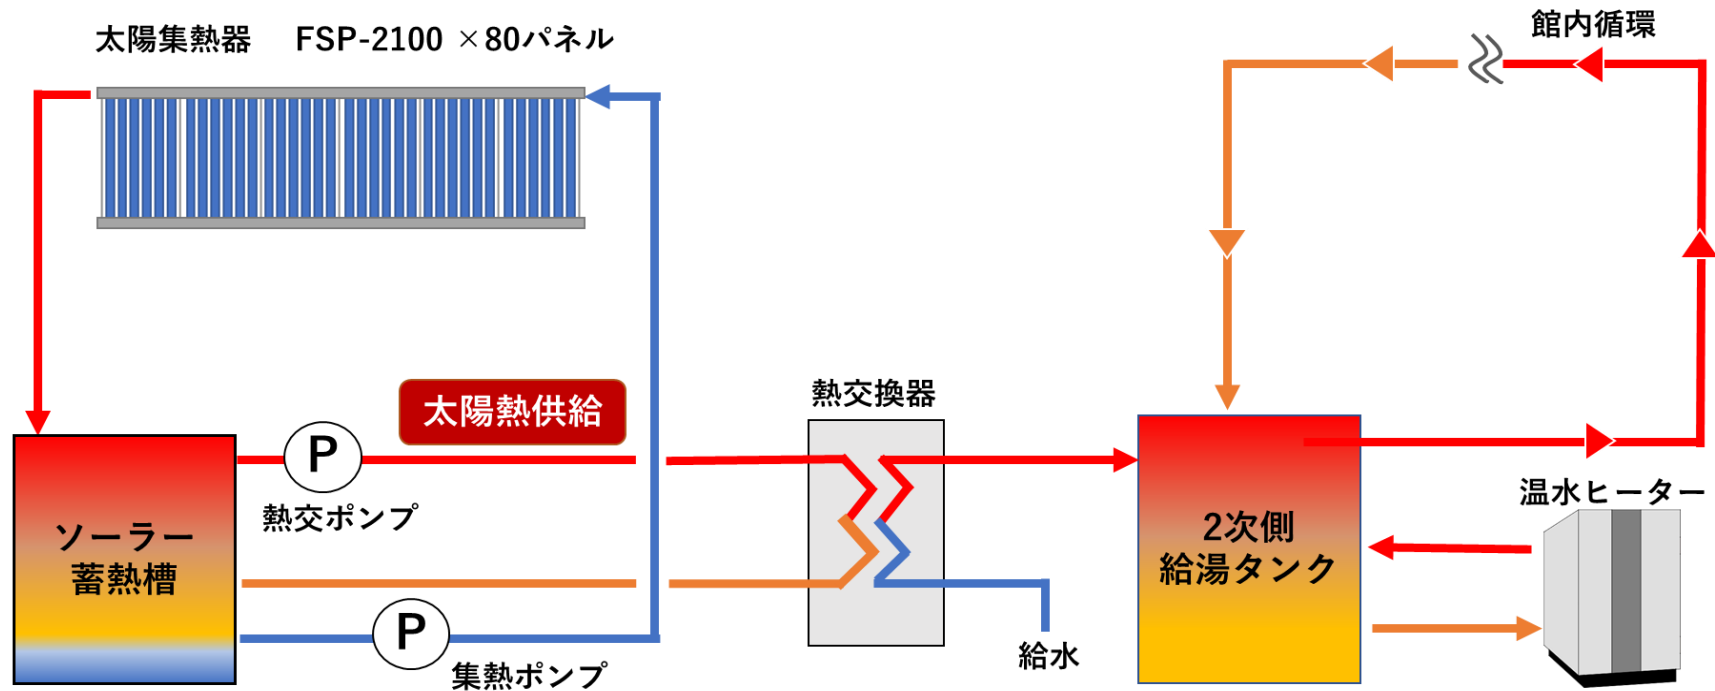 太陽集熱器 FSP-2100 ×80パネル
館内循環
太陽熱供給
熱交換器
P
熱交ポンプ
ソーラー
蓄熱槽
P
集熱ポンプ
給水
2次側
給湯タンク
温水ヒーター